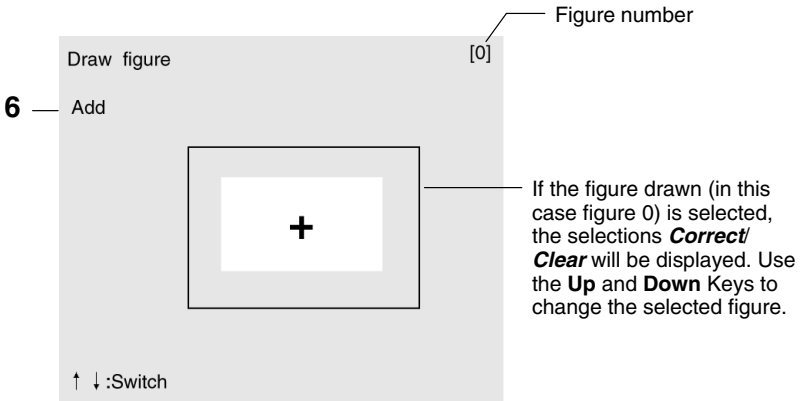 Figure number
Draw figure
[0]
6
Add
+
If the figure drawn (in this
case figure 0) is selected,
the selections Correct/
Clear will be displayed. Use
the Up and Down Keys to
change the selected figure.
↑ ↓:Switch